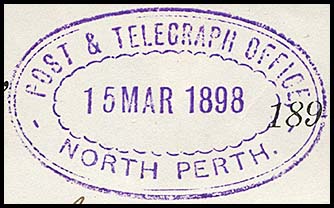 POST & TELEGRAPH OFFICE
15 MAR 1898
189
NORTH PERTH.